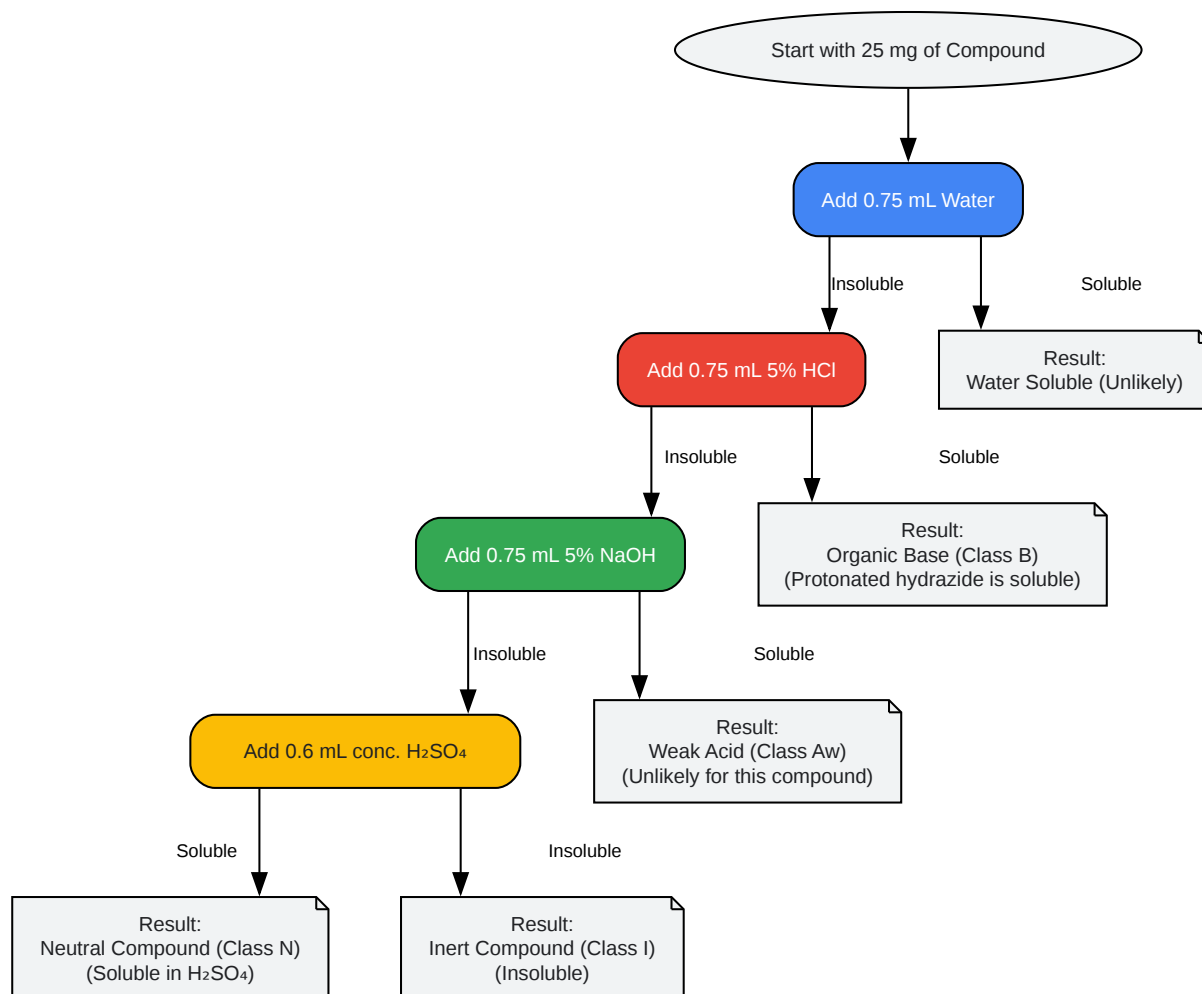 Start with 25 mg of Compound
Add 0.75 mL Water
Insoluble
Soluble
Add 0.75 mL 5% HCl
Result:
Water Soluble (Unlikely)
Insoluble
Soluble
Add 0.75 mL 5% NaOH
Result:
Organic Base (Class B)
(Protonated hydrazide is soluble)
Insoluble
Soluble
Add 0.6 mL conc. H₂SO₄
Result:
Weak Acid (Class Aw)
(Unlikely for this compound)
Soluble
Insoluble
Result:
Neutral Compound (Class N)
(Soluble in H₂SO₄)
Result:
Inert Compound (Class I)
(Insoluble)